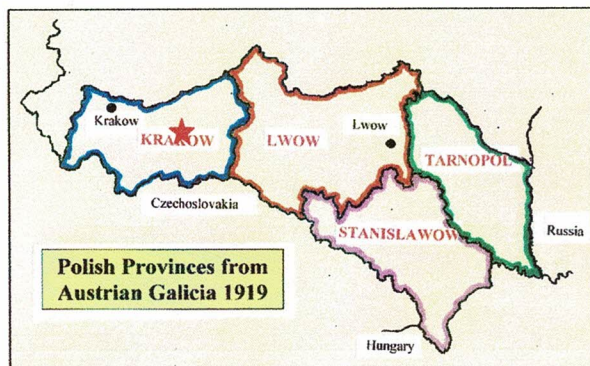 Krakow
KRAKOW
LWOW
Lwow
TARNOPOL
Czechoslovakia
STANISLAWOW
Russia
Polish Provinces from
Austrian Galicia 1919
Hungary